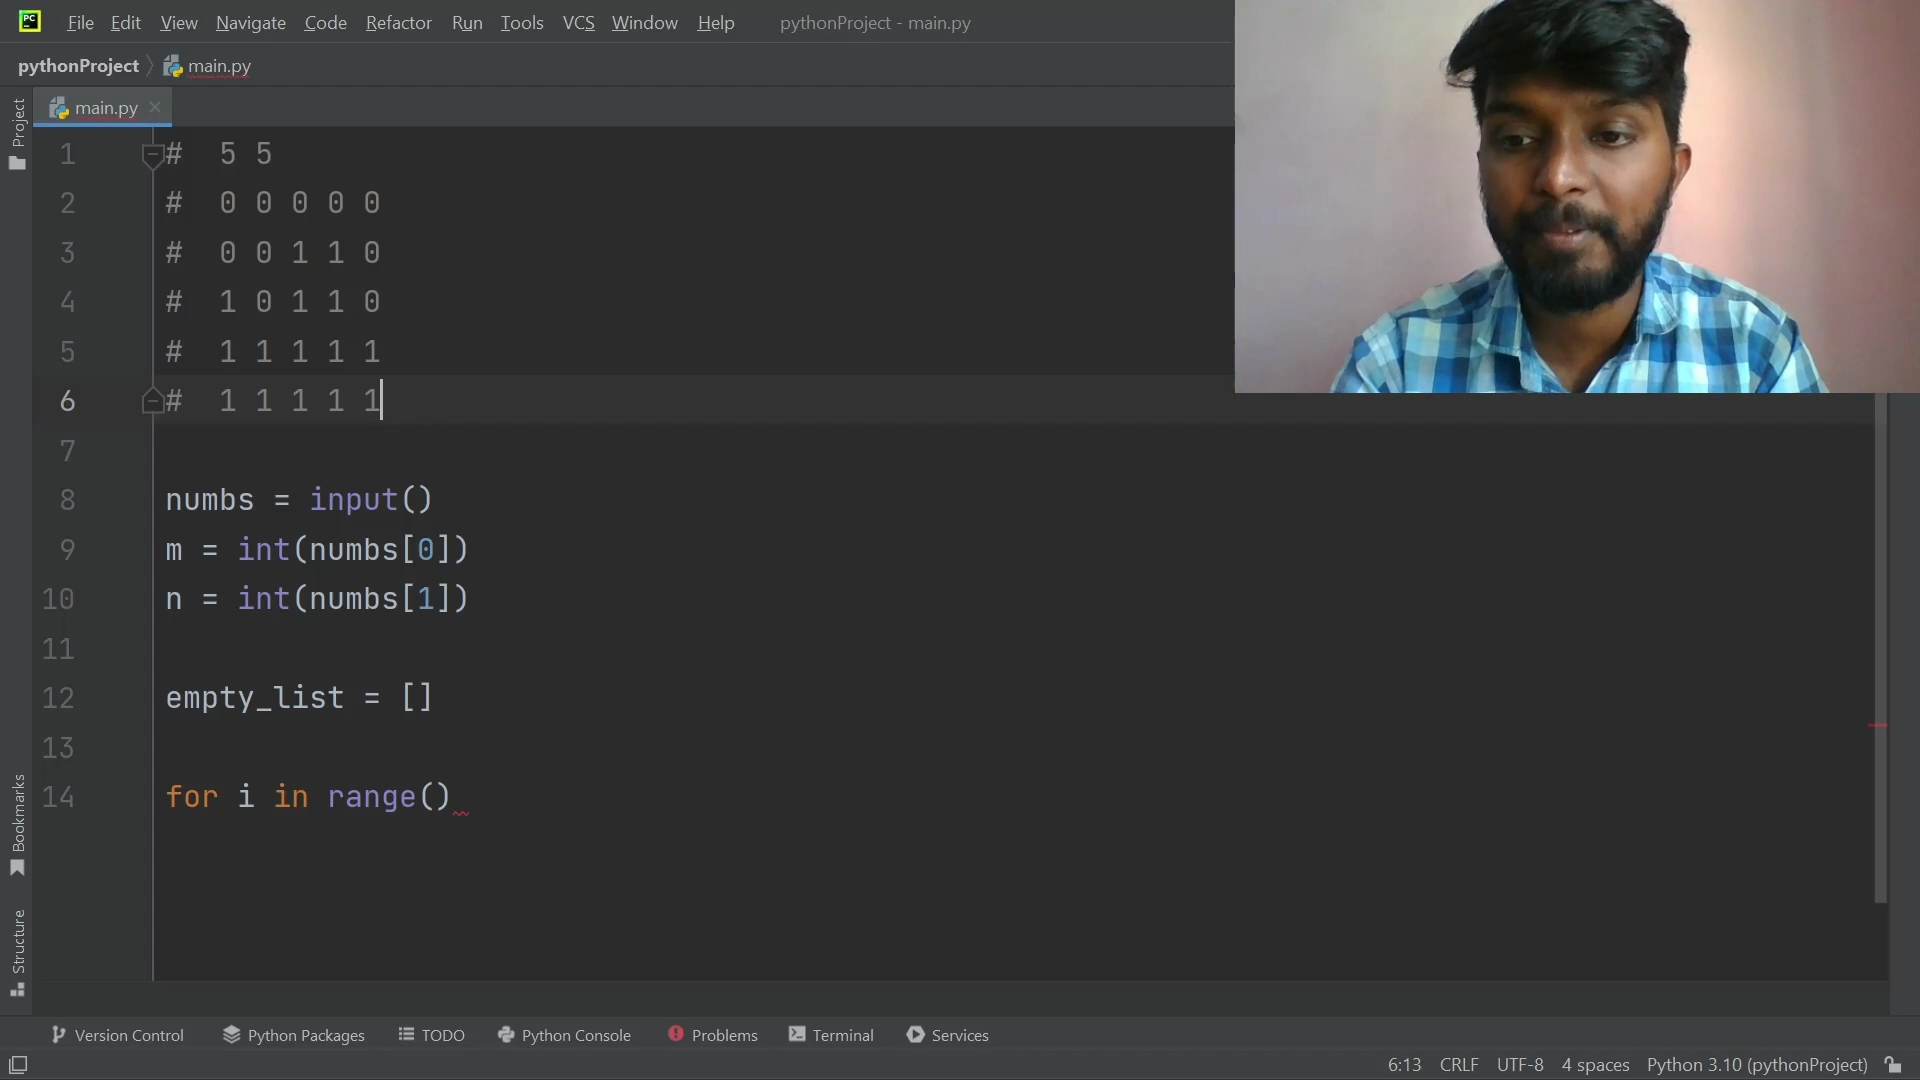 PC File Edit View Navigate Code Refactor Run Tools VCS Window Help pythonProject - main.py
pythonProject main.py
main.py
Project
1 # 5 5
2 # 0 0 0 0 0
3 # 0 0 1 1 0
4 # 1 0 1 1 0
5 # 1 1 1 1 1
6 # 1 1 1 1 1
7
8 numbs = input()
9 m = int(numbs[0])
10 n = int(numbs[1])
11
12 empty_list = []
13
14 for i in range()
Bookmarks
Structure
Version Control Python Packages TODO Python Console Problems Terminal Services
6:13 CRLF UTF-8 4 spaces Python 3.10 (pythonProject)